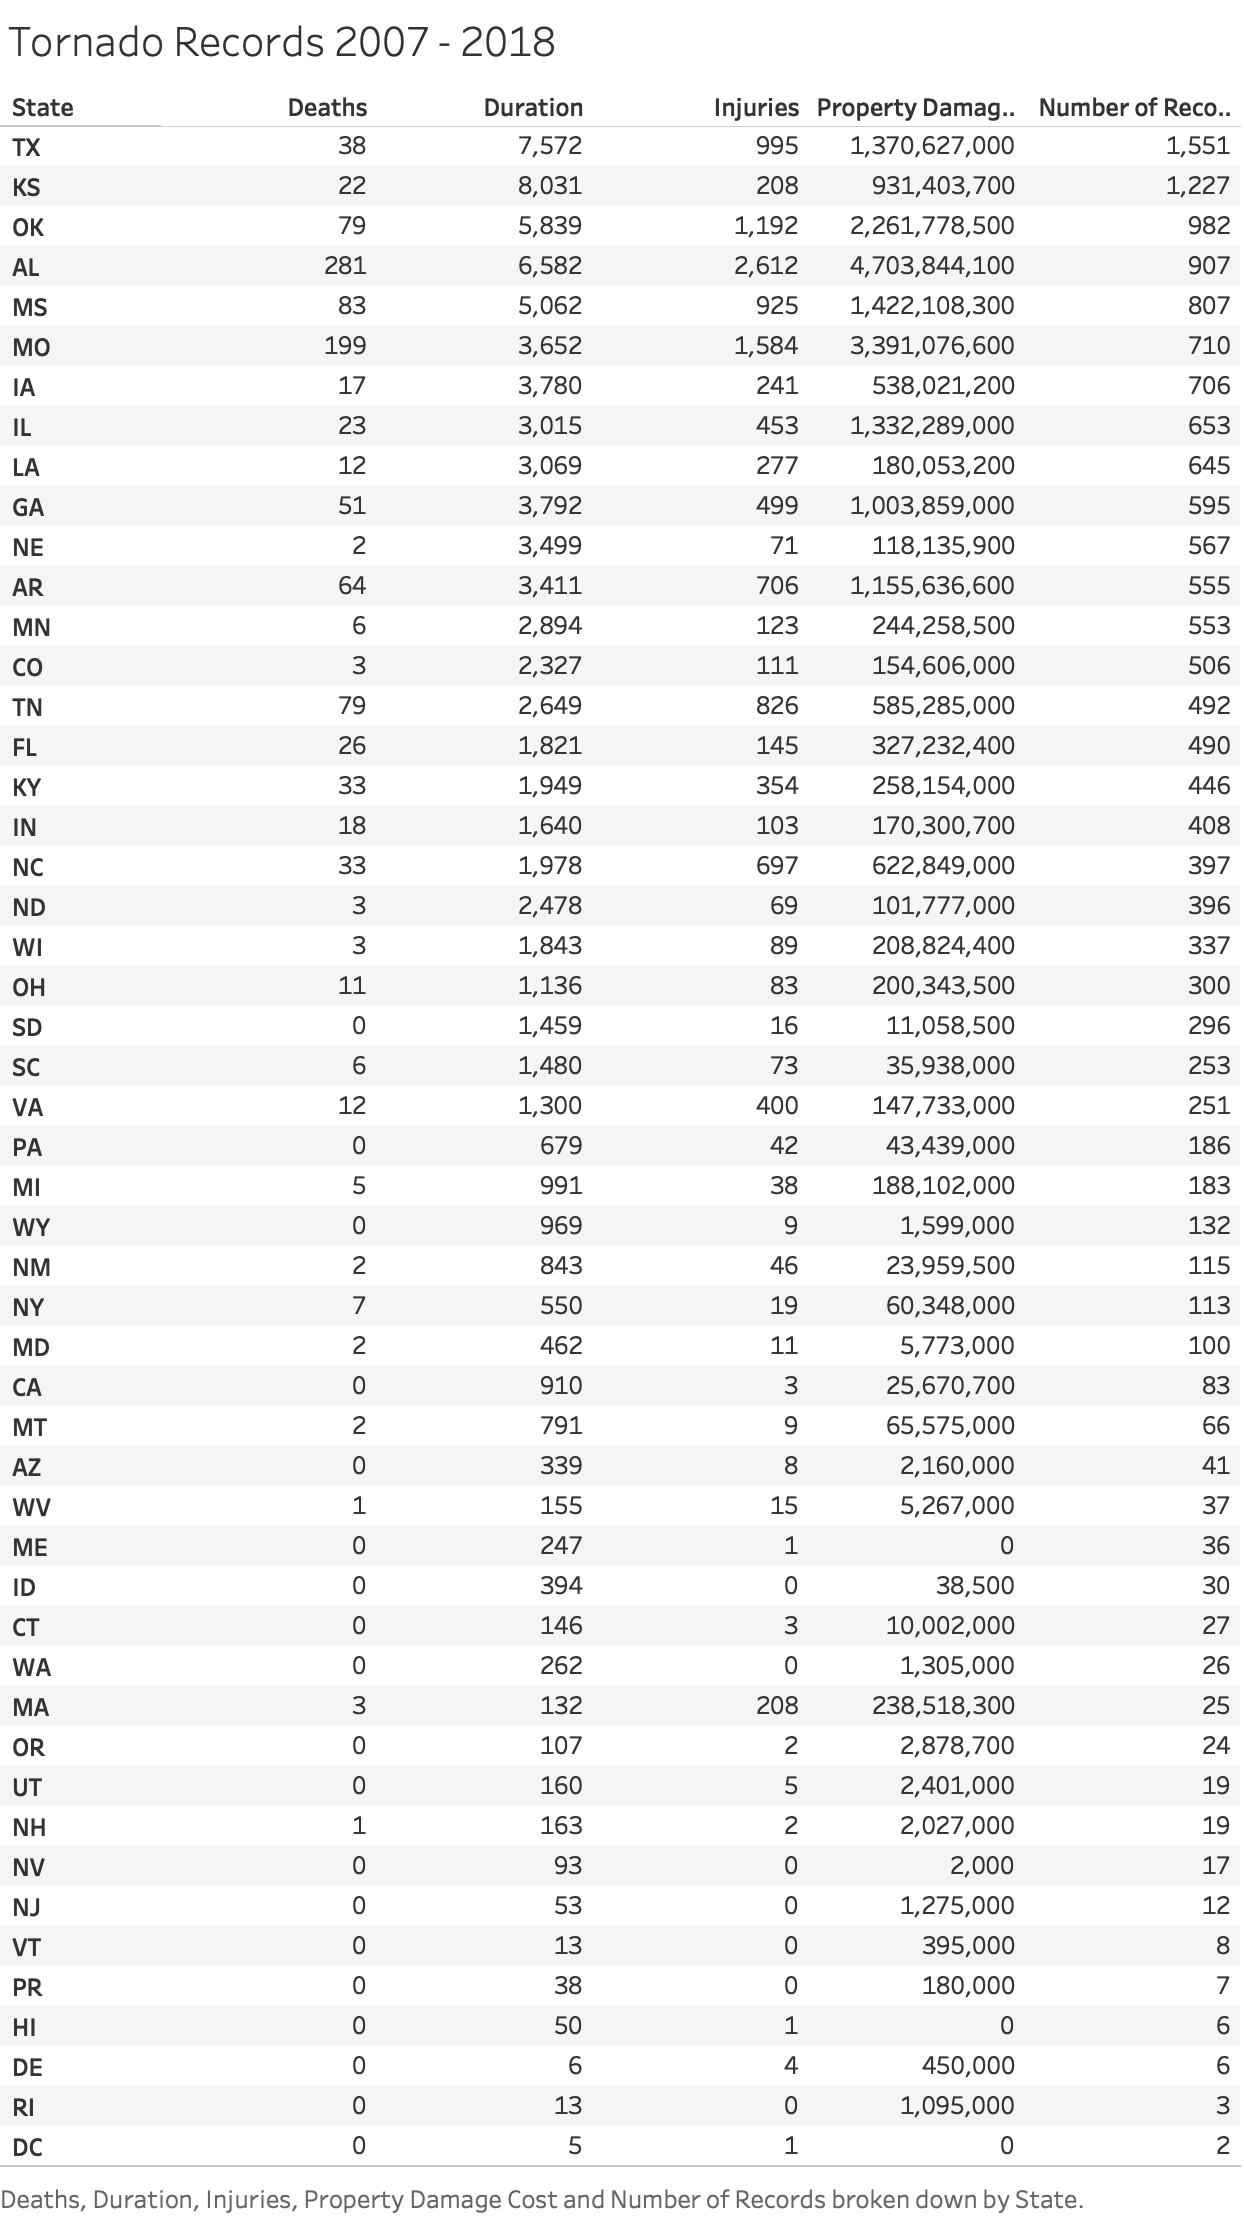 Tornado Records 2007 - 2018
State Deaths Duration Injuries Property Damag.. Number of Reco..
TX 38 7,572 995 1,370,627,000 1,551
KS 22 8,031 208 931,403,700 1,227
OK 79 5,839 1,192 2,261,778,500 982
AL 281 6,582 2,612 4,703,844,100 907
MS 83 5,062 925 1,422,108,300 807
MO 199 3,652 1,584 3,391,076,600 710
IA 17 3,780 241 538,021,200 706
IL 23 3,015 453 1,332,289,000 653
LA 12 3,069 277 180,053,200 645
GA 51 3,792 499 1,003,859,000 595
NE 2 3,499 71 118,135,900 567
AR 64 3,411 706 1,155,636,600 555
MN 6 2,894 123 244,258,500 553
CO 3 2,327 111 154,606,000 506
TN 79 2,649 826 585,285,000 492
FL 26 1,821 145 327,232,400 490
KY 33 1,949 354 258,154,000 446
IN 18 1,640 103 170,300,700 408
NC 33 1,978 697 622,849,000 397
ND 3 2,478 69 101,777,000 396
WI 3 1,843 89 208,824,400 337
OH 11 1,136 83 200,343,500 300
SD 0 1,459 16 11,058,500 296
SC 6 1,480 73 35,938,000 253
VA 12 1,300 400 147,733,000 251
PA 0 679 42 43,439,000 186
MI 5 991 38 188,102,000 183
WY 0 969 9 1,599,000 132
NM 2 843 46 23,959,500 115
NY 7 550 19 60,348,000 113
MD 2 462 11 5,773,000 100
CA 0 910 3 25,670,700 83
MT 2 791 9 65,575,000 66
AZ 0 339 8 2,160,000 41
WV 1 155 15 5,267,000 37
ME 0 247 1 0 36
ID 0 394 0 38,500 30
CT 0 146 3 10,002,000 27
WA 0 262 0 1,305,000 26
MA 3 132 208 238,518,300 25
OR 0 107 2 2,878,700 24
UT 0 160 5 2,401,000 19
NH 1 163 2 2,027,000 19
NV 0 93 0 2,000 17
NJ 0 53 0 1,275,000 12
VT 0 13 0 395,000 8
PR 0 38 0 180,000 7
HI 0 50 1 0 6
DE 0 6 4 450,000 6
RI 0 13 0 1,095,000 3
DC 0 5 1 0 2
Deaths, Duration, Injuries, Property Damage Cost and Number of Records broken down by State.